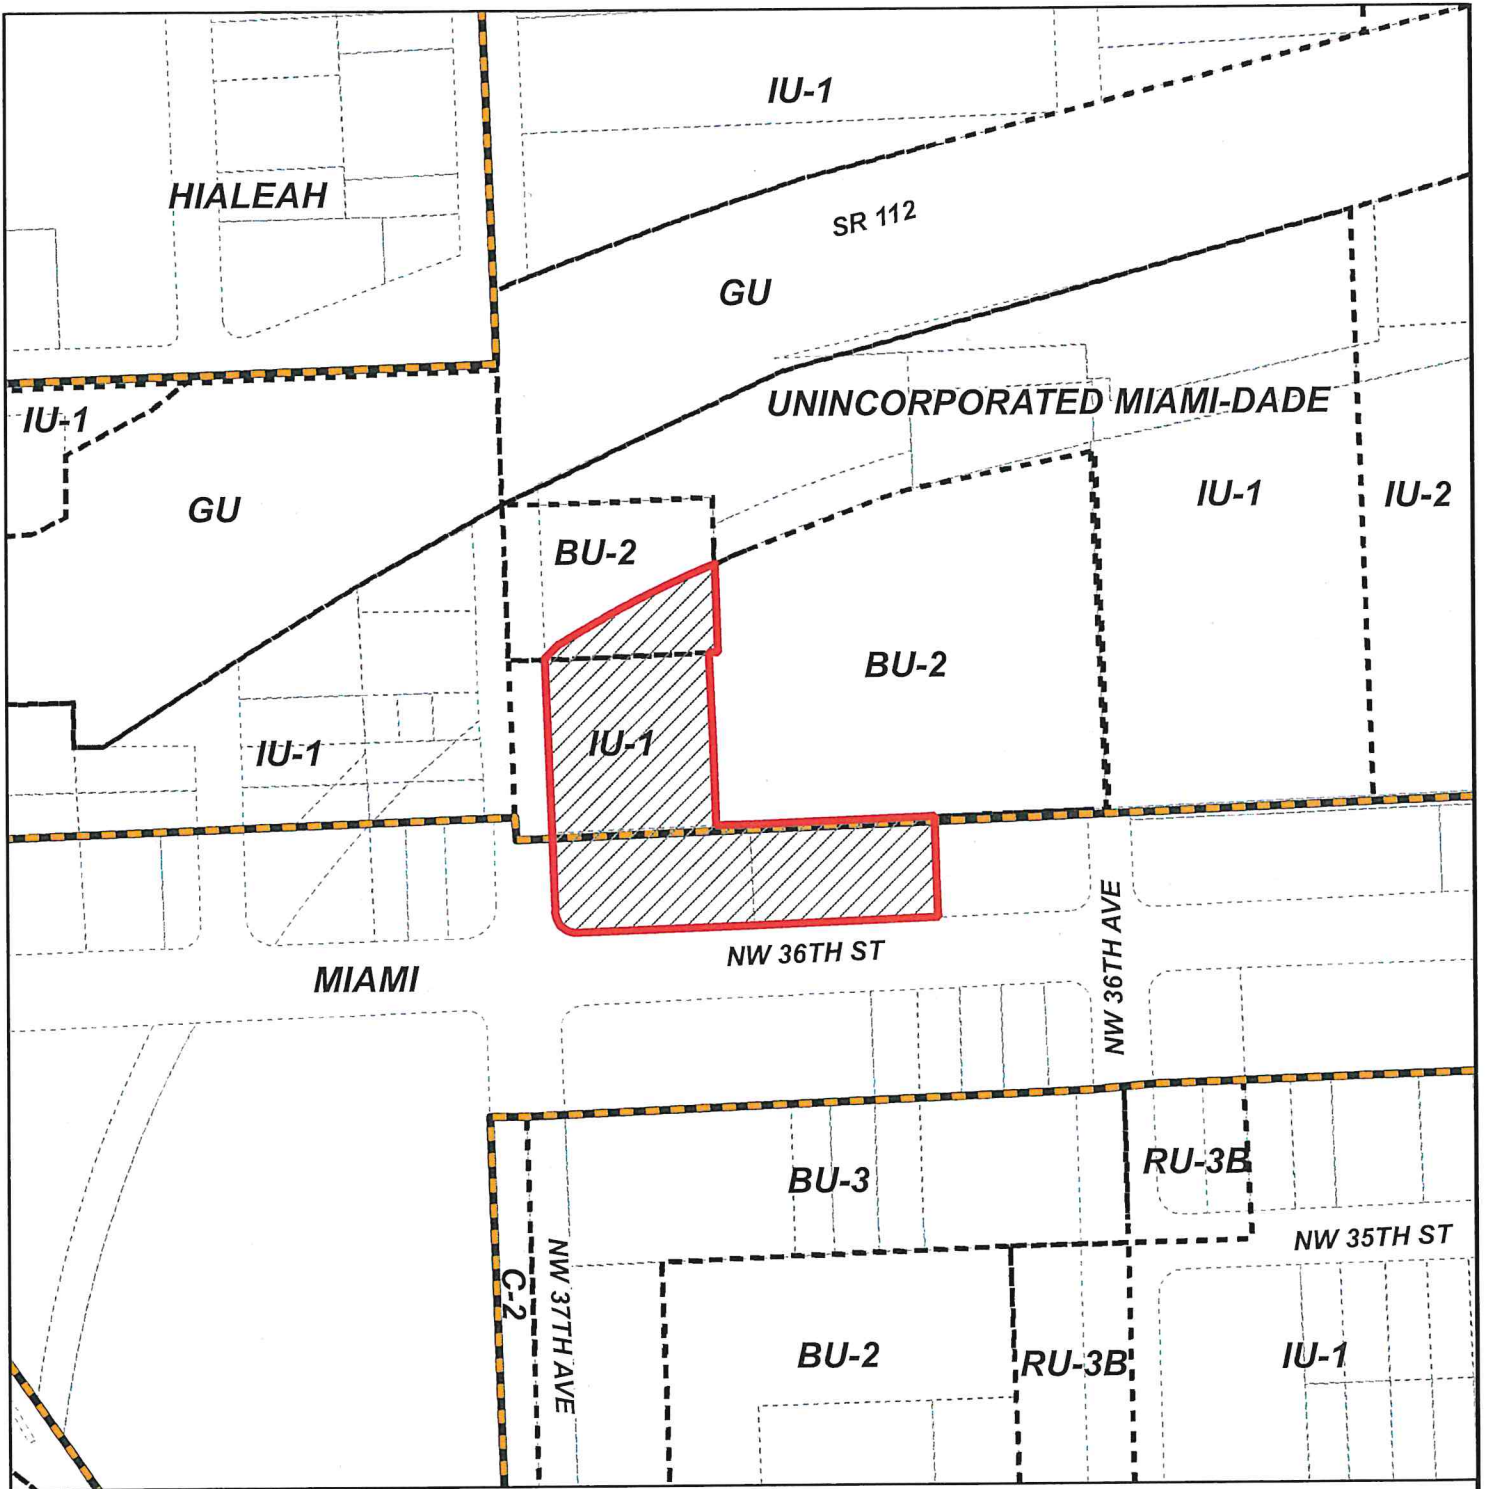 IU-1
HIALEAH
SR 112
GU
UNINCORPORATED MIAMI-DADE
IU-1
GU
IU-1
IU-2
BU-2
BU-2
IU-1
IU-1
NW 36TH ST
MIAMI
NW 36TH AVE
BU-3
RU-3B
NW 35TH ST
C-2
NW 37TH AVE
BU-2
RU-3B
IU-1